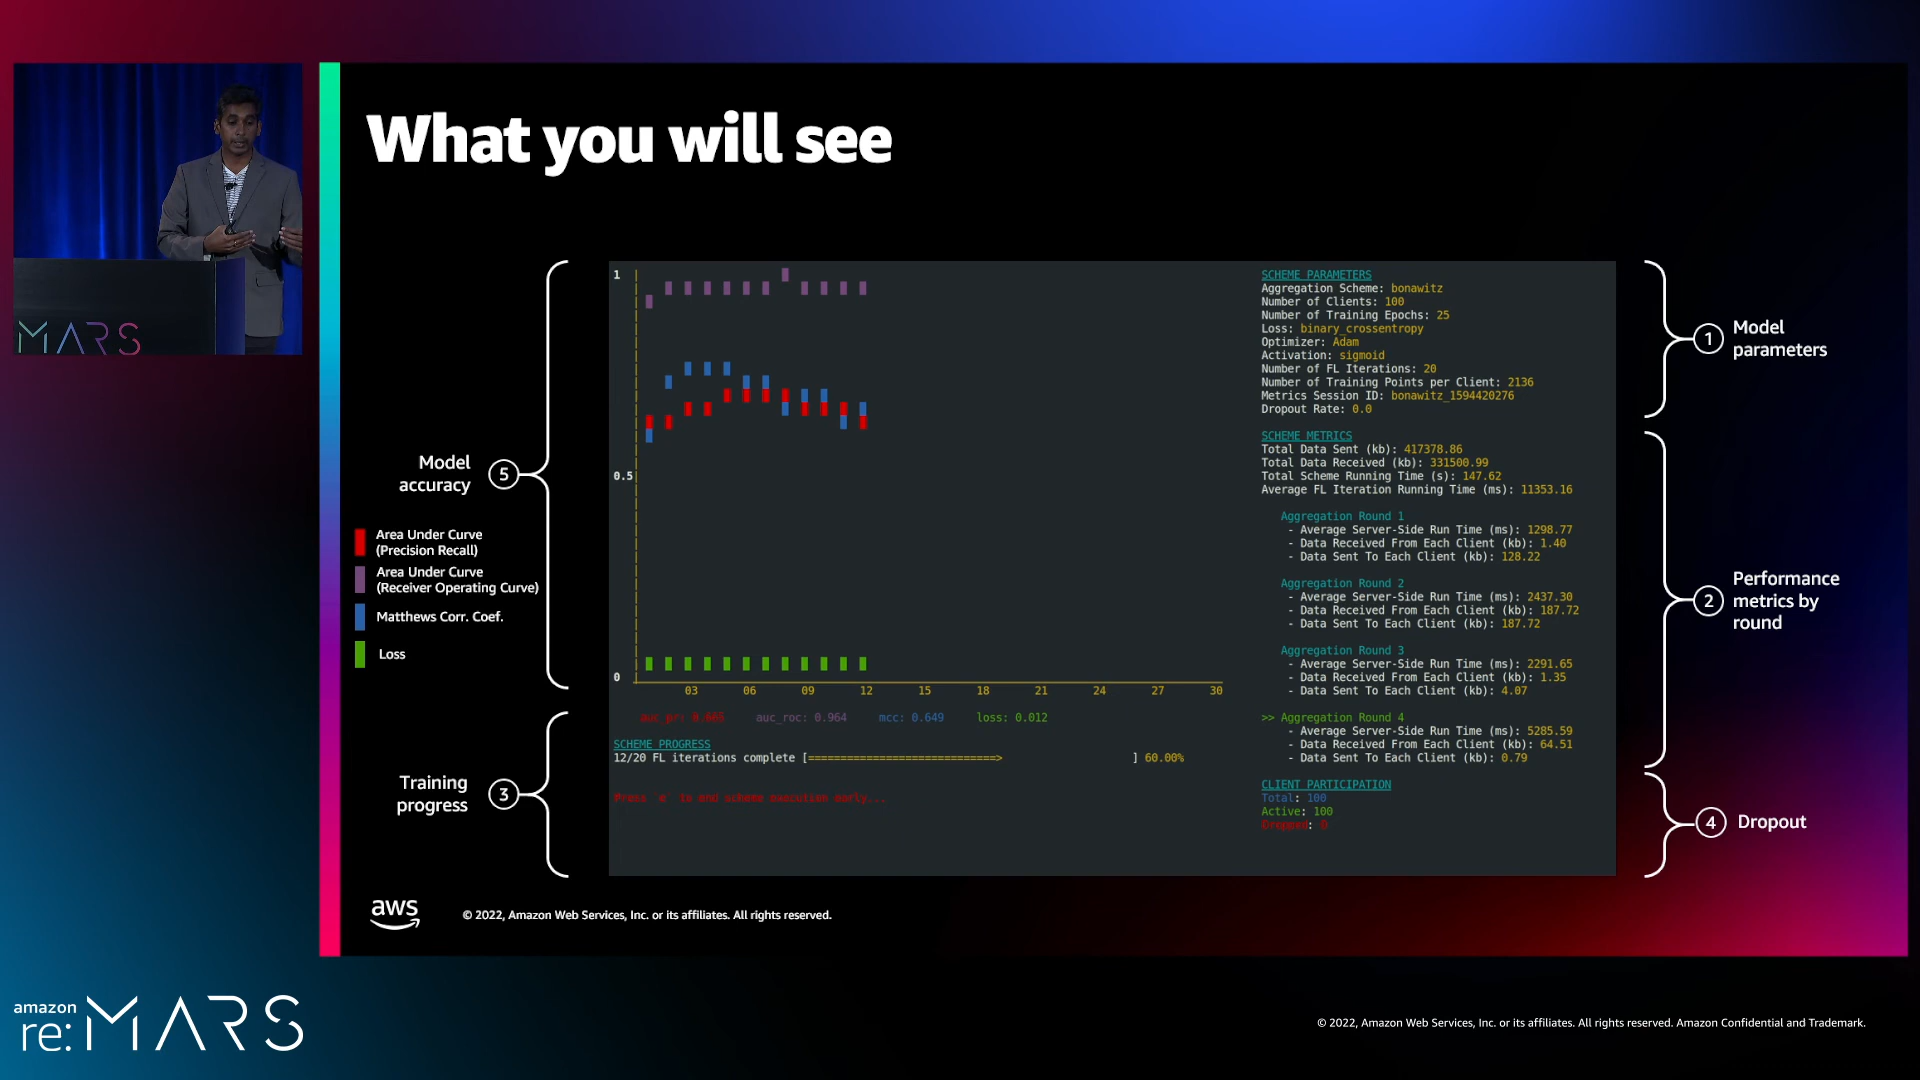 What you will see
MARS
1
0.5
0
03 06 09 12 15 18 21 24 27 30
auc_pr: 0.665 auc_roc: 0.964 mcc: 0.649 loss: 0.012
SCHEME PROGRESS
12/20 FL iterations complete [=============================> ] 60.00%
Press 'e' to end scheme execution early...
SCHEME PARAMETERS
Aggregation Scheme: bonawitz
Number of Clients: 100
Number of Training Epochs: 25
Loss: binary_crossentropy
Optimizer: Adam
Activation: sigmoid
Number of FL Iterations: 20
Number of Training Points per Client: 2136
Metrics Session ID: bonawitz_1594420276
Dropout Rate: 0.0
SCHEME METRICS
Total Data Sent (kb): 417378.86
Total Data Received (kb): 331500.99
Total Scheme Running Time (s): 147.62
Average FL Iteration Running Time (ms): 11353.16
Aggregation Round 1
- Average Server-Side Run Time (ms): 1298.77
- Data Received From Each Client (kb): 1.40
- Data Sent To Each Client (kb): 128.22
Aggregation Round 2
- Average Server-Side Run Time (ms): 2437.30
- Data Received From Each Client (kb): 187.72
- Data Sent To Each Client (kb): 187.72
Aggregation Round 3
- Average Server-Side Run Time (ms): 2291.65
- Data Received From Each Client (kb): 1.35
- Data Sent To Each Client (kb): 4.07
>> Aggregation Round 4
- Average Server-Side Run Time (ms): 5285.59
- Data Received From Each Client (kb): 64.51
- Data Sent To Each Client (kb): 0.79
CLIENT PARTICIPATION
Total: 100
Active: 100
Dropped: 0
1 Model
parameters
2 Performance
metrics by
round
4 Dropout
Model
accuracy 5
Area Under Curve
(Precision Recall)
Area Under Curve
(Receiver Operating Curve)
Matthews Corr. Coef.
Loss
Training
progress 3
aws
© 2022, Amazon Web Services, Inc. or its affiliates. All rights reserved.
amazon
re:MARS
© 2022, Amazon Web Services, Inc. or its affiliates. All rights reserved. Amazon Confidential and Trademark.